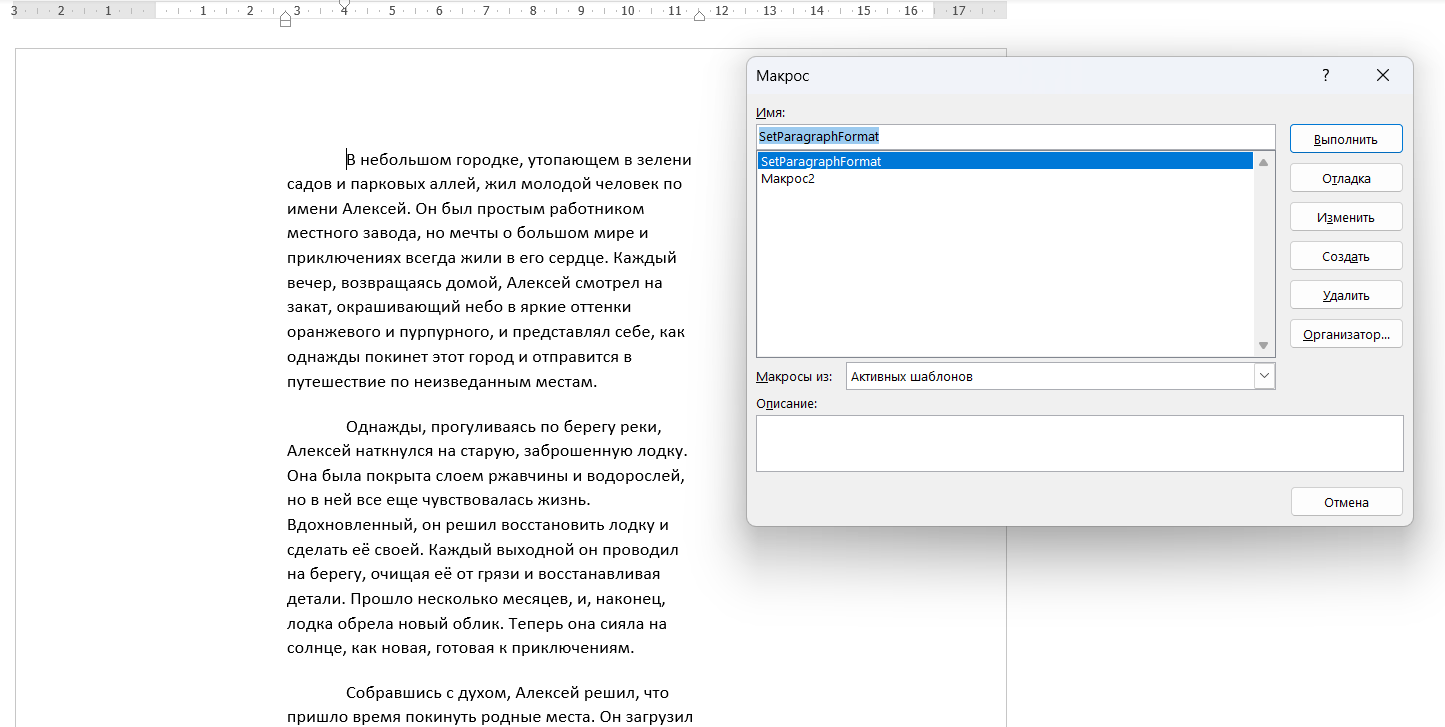 3 2 1 1 2 3 4 5 6 7 8 9 10 11 12 13 14 15 16 17
В небольшом городке, утопающем в зелени
садов и парковых аллей, жил молодой человек по
имени Алексей. Он был простым работником
местного завода, но мечты о большом мире и
приключениях всегда жили в его сердце. Каждый
вечер, возвращаясь домой, Алексей смотрел на
закат, окрашивающий небо в яркие оттенки
оранжевого и пурпурного, и представлял себе, как
однажды покинет этот город и отправится в
путешествие по неизведанным местам.
Однажды, прогуливаясь по берегу реки,
Алексей наткнулся на старую, заброшенную лодку.
Она была покрыта слоем ржавчины и водорослей,
но в ней все еще чувствовалась жизнь.
Вдохновленный, он решил восстановить лодку и
сделать её своей. Каждый выходной он проводил
на берегу, очищая её от грязи и восстанавливая
детали. Прошло несколько месяцев, и, наконец,
лодка обрела новый облик. Теперь она сияла на
солнце, как новая, готовая к приключениям.
Собравшись с духом, Алексей решил, что
пришло время покинуть родные места. Он загрузил
Макрос
?
Имя:
SetParagraphFormat
SetParagraphFormat
Макрос2
Выполнить
Отладка
Изменить
Создать
Удалить
Организатор...
Макросы из: Активных шаблонов
Описание:
Отмена